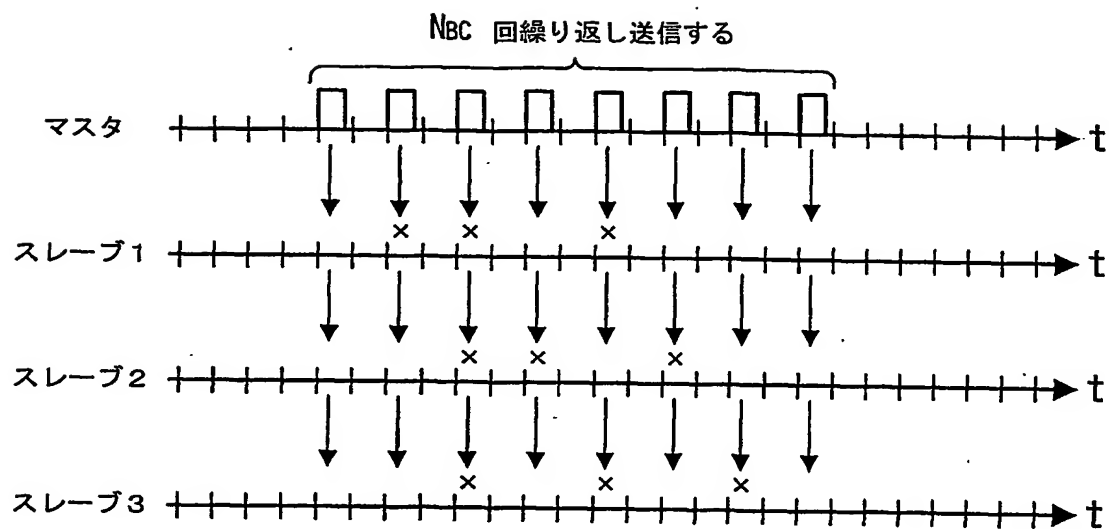 NBC 回繰り返し送信する
マスタ
t
× × ×
スレーブ1
t
× × ×
スレーブ2
t
× × ×
スレーブ3
t